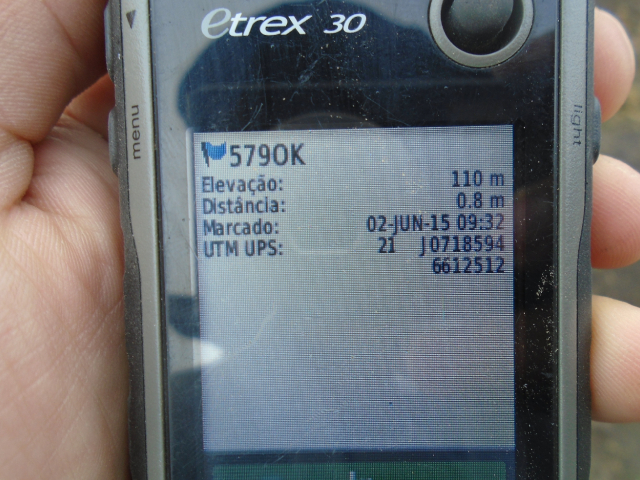 etrex 30
menu
light
579OK
Elevação: 110 m
Distância: 0.8 m
Marcado: 02-JUN-15 09:32
UTM UPS: 21 J0718594
6612512